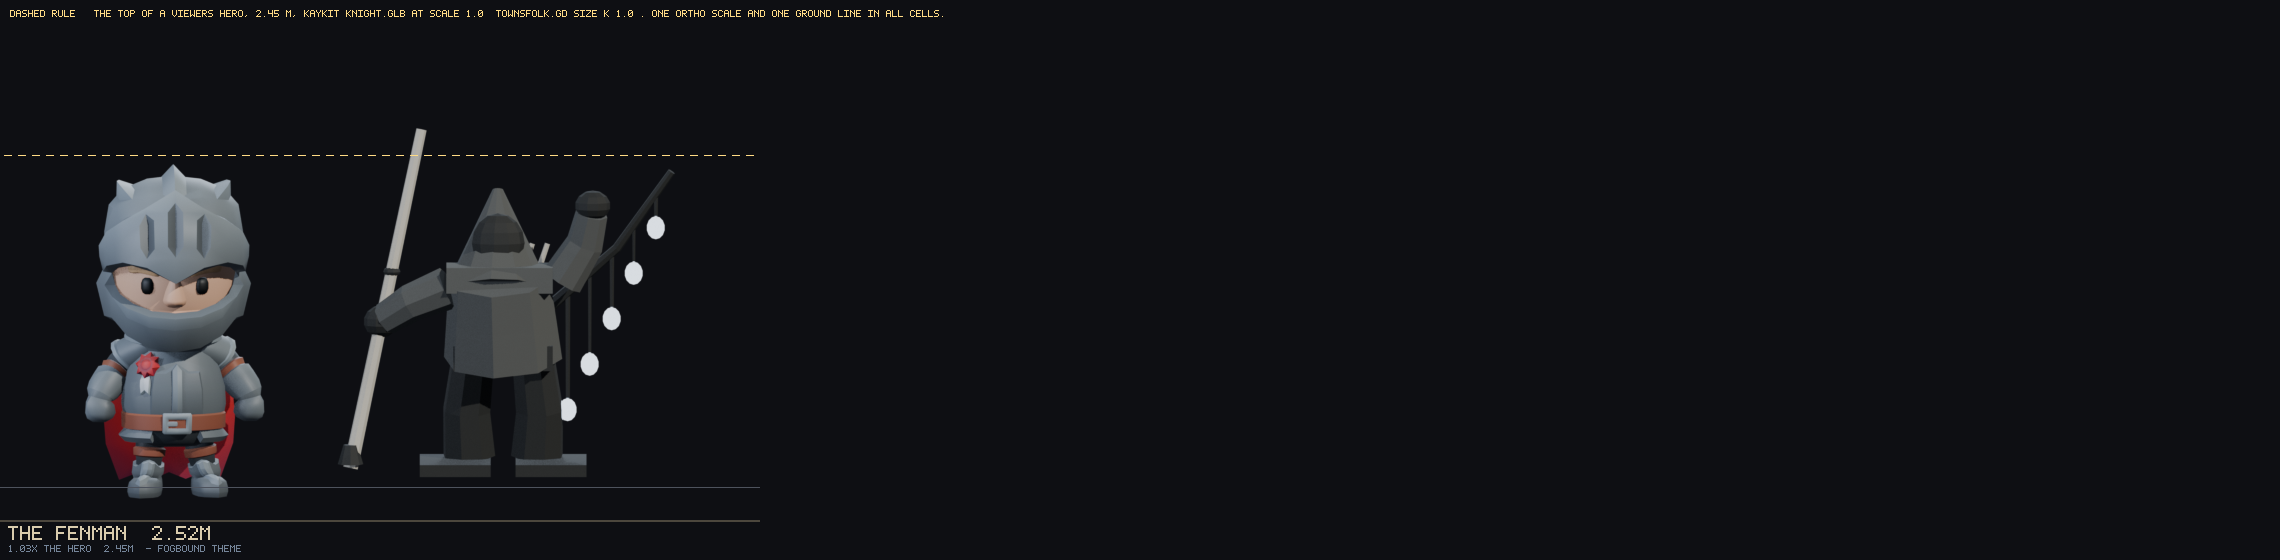 DASHED RULE   THE TOP OF A VIEWERS HERO, 2.45 M, KAYKIT KNIGHT.GLB AT SCALE 1.0  TOWNSFOLK.GD SIZE K 1.0 . ONE ORTHO SCALE AND ONE GROUND LINE IN ALL CELLS.
THE FENMAN  2.52M
1.03X THE HERO  2.45M  - FOGBOUND THEME